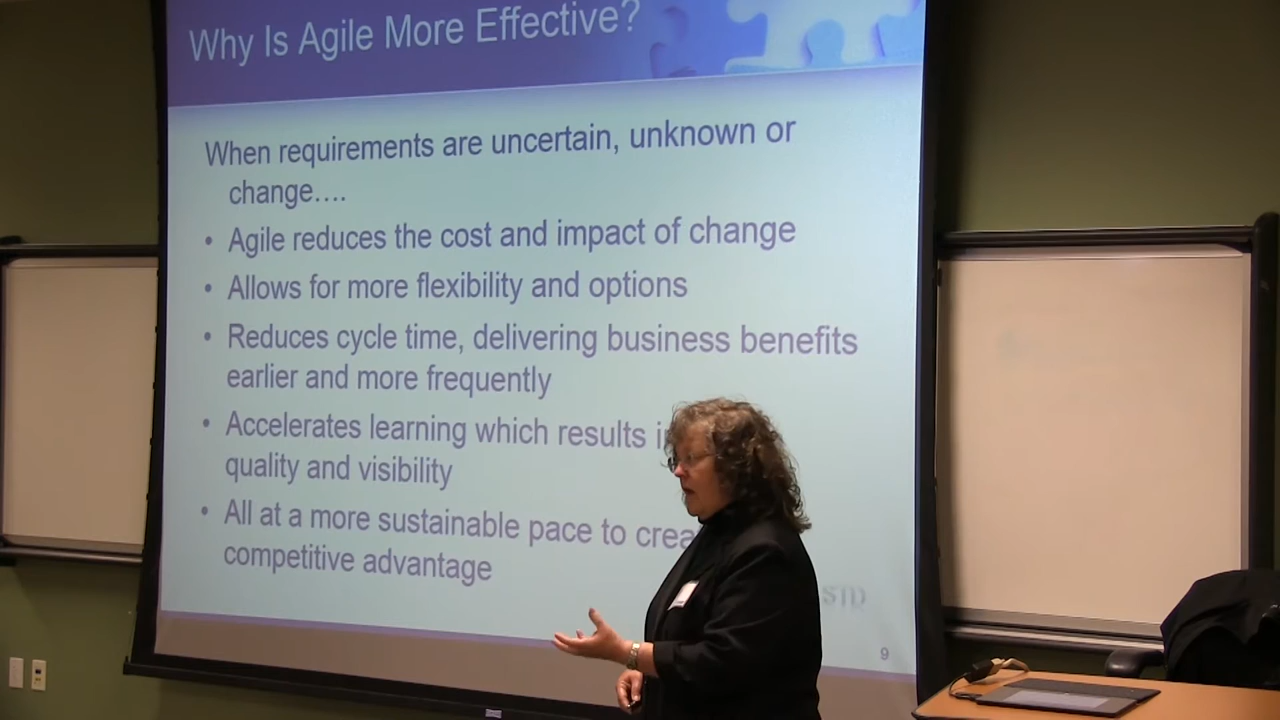 Why Is Agile More Effective?
When requirements are uncertain, unknown or
change....
• Agile reduces the cost and impact of change
• Allows for more flexibility and options
• Reduces cycle time, delivering business benefits
earlier and more frequently
• Accelerates learning which results
quality and visibility
• All at a more sustainable pace to
competitive advantage
9